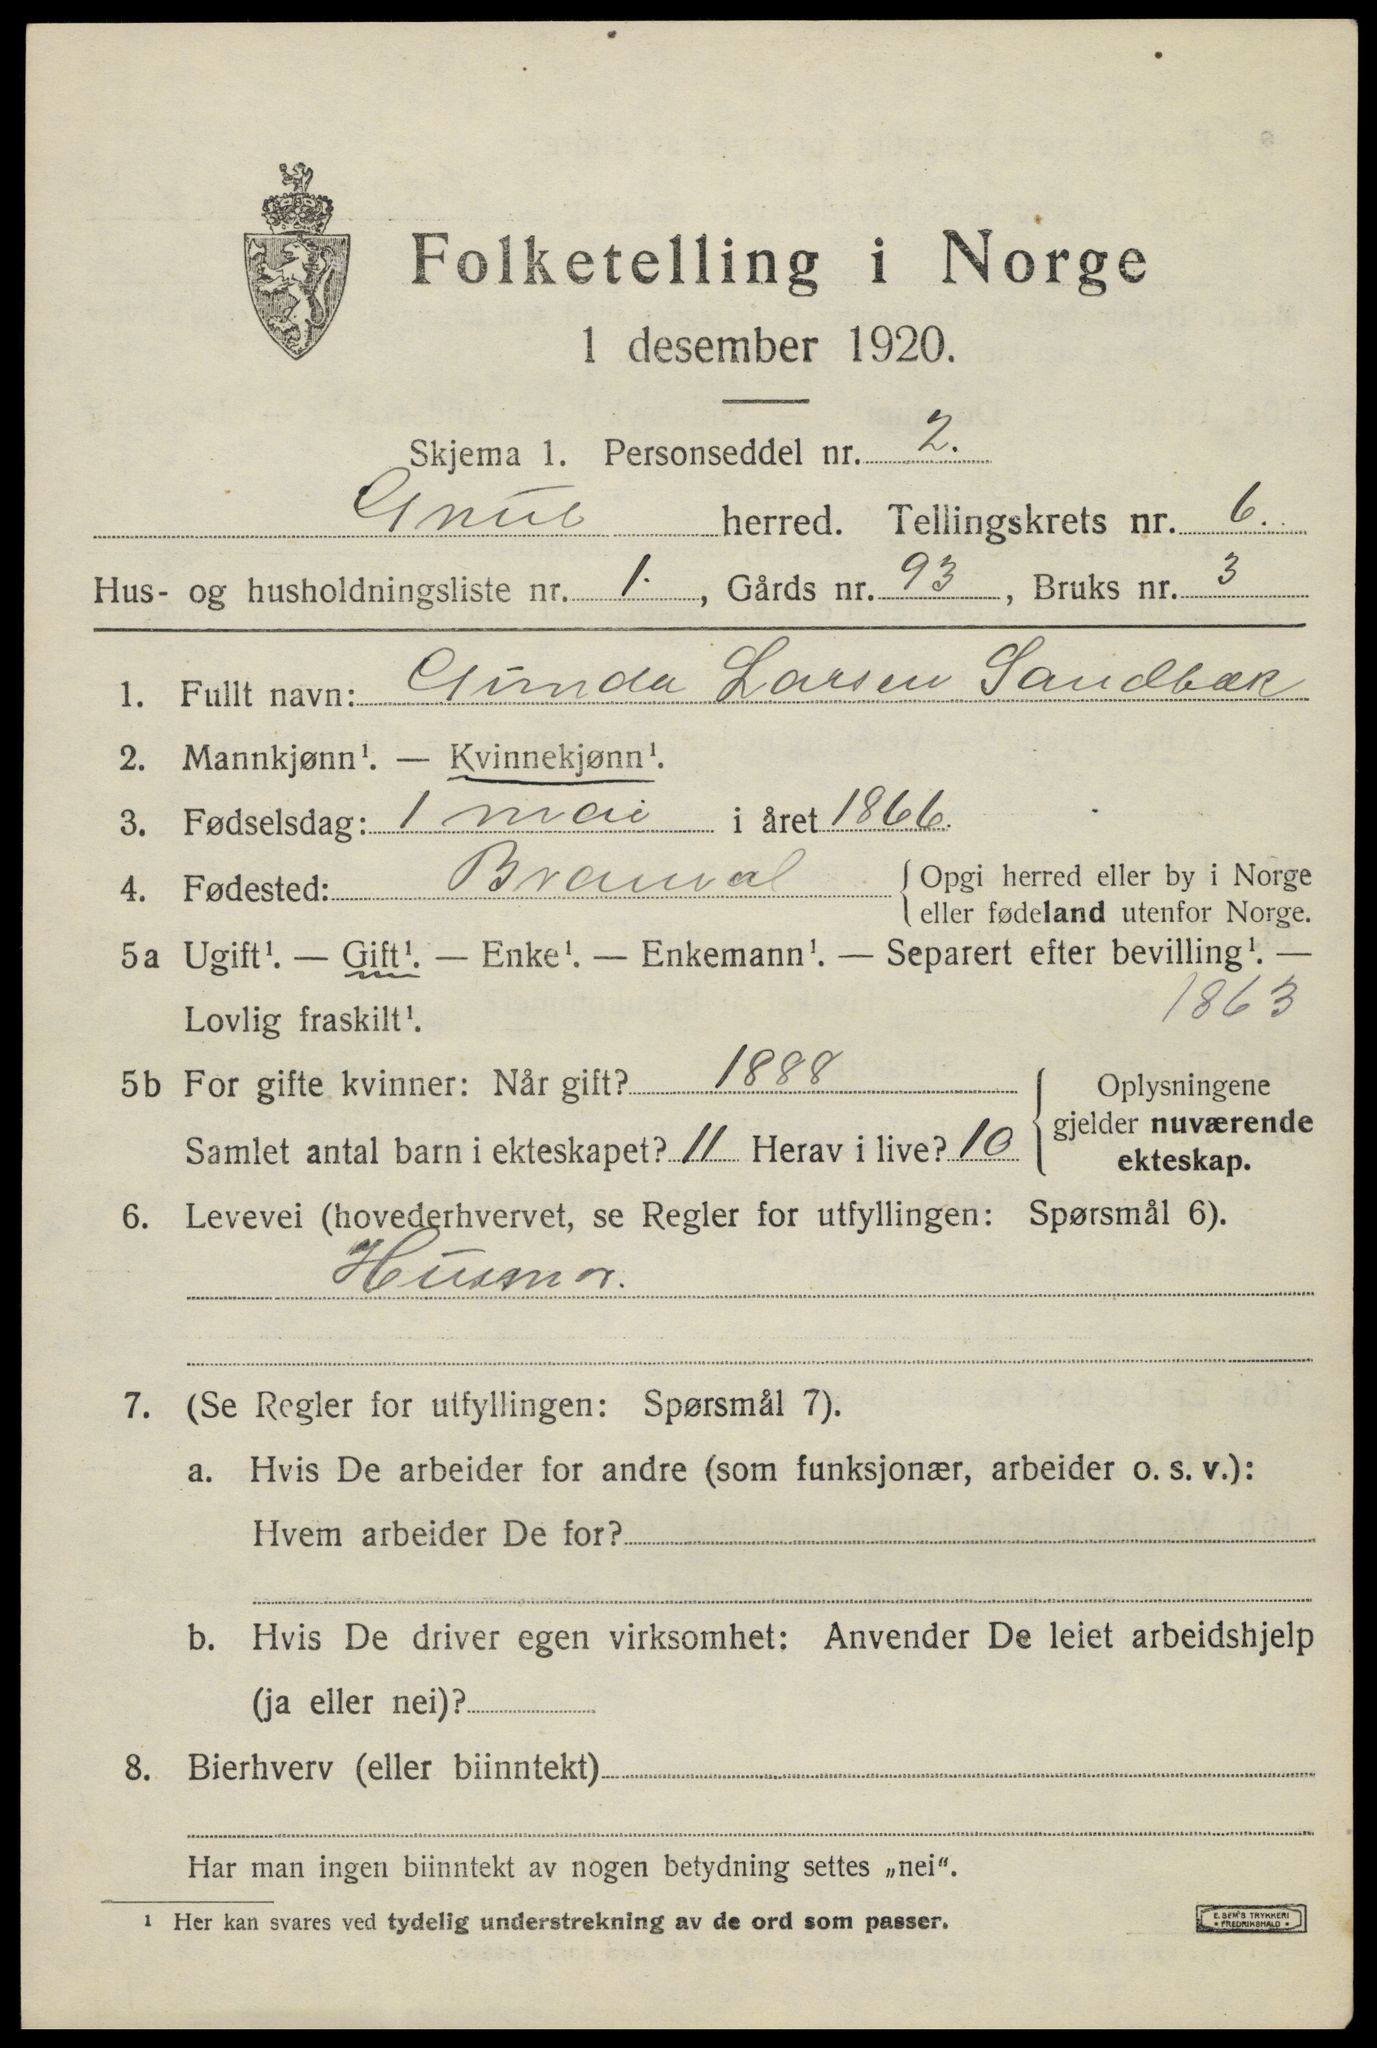 Folketelling i Norge
1 desember 1920.
Skjema 1. Personseddel nr. 2.
Grue herred. Tellingskrets nr. 6.
Hus- og husholdningsliste nr. 1., Gårds nr. 93, Bruks nr. 3
1. Fullt navn: Gunda Larsen Sandbæk
2. Mannkjønn¹. — Kvinnekjønn¹.
3. Fødselsdag: 1 mai i året 1866.
4. Fødested: Branval { Opgi herred eller by i Norge
eller fødeland utenfor Norge.
5a Ugift¹. — Gift¹. — Enke¹. — Enkemann¹. — Separert efter bevilling¹. —
Lovlig fraskilt¹. 1863
5b For gifte kvinner: Når gift? 1888 Oplysningene
gjelder nuværende
Samlet antal barn i ekteskapet? 11 Herav i live? 10 ekteskap.
6. Levevei (hovederhvervet, se Regler for utfyllingen: Spørsmål 6).
Husmor.
7. (Se Regler for utfyllingen: Spørsmål 7).
a. Hvis De arbeider for andre (som funksjonær, arbeider o. s. v.):
Hvem arbeider De for?
b. Hvis De driver egen virksomhet: Anvender De leiet arbeidshjelp
(ja eller nei)?
8. Bierhverv (eller biinntekt)
Har man ingen biinntekt av nogen betydning settes „nei".
¹ Her kan svares ved tydelig understrekning av de ord som passer.
E. SEM'S TRYKKERI
FREDRIKSHALD